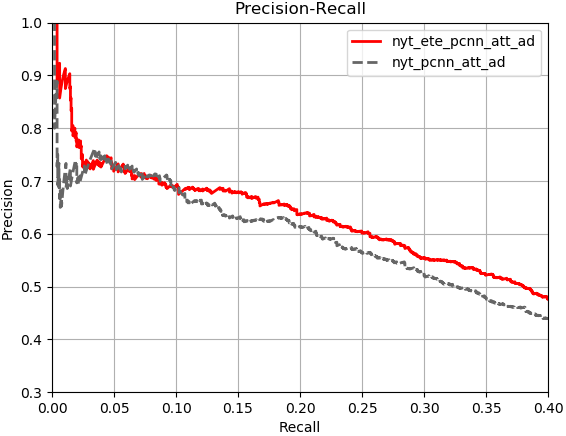 Precision-Recall
nyt_ete_pcnn_att_ad
nyt_pcnn_att_ad
Precision
1.0
0.9
0.8
0.7
0.6
0.5
0.4
0.3
0.00 0.05 0.10 0.15 0.20 0.25 0.30 0.35 0.40
Recall